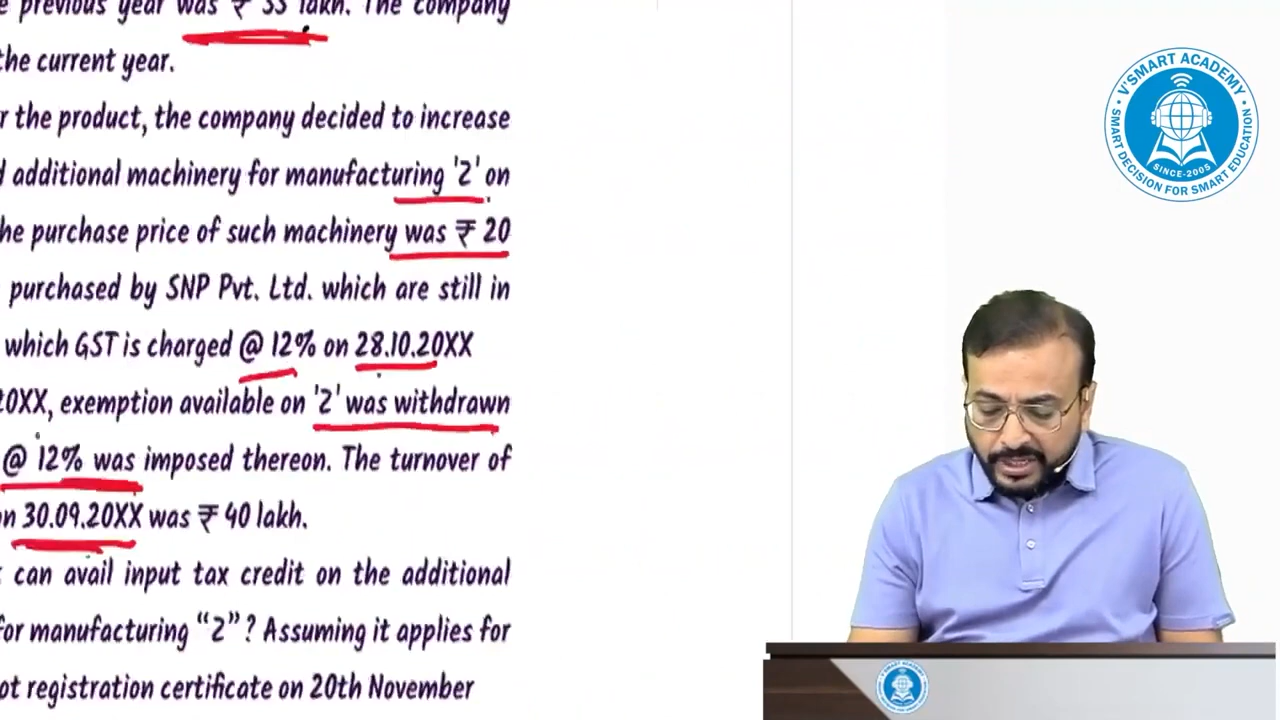 previous year was ₹ 35 lakh. The company
the current year.
r the product, the company decided to increase
d additional machinery for manufacturing '2' on
he purchase price of such machinery was ₹ 20
purchased by SNP Pvt. Ltd. which are still in
which GST is charged @ 12% on 28.10.20XX
20XX, exemption available on '2' was withdrawn
@ 12% was imposed thereon. The turnover of
on 30.09.20XX was ₹ 40 lakh.
t can avail input tax credit on the additional
for manufacturing “2”? Assuming it applies for
ot registration certificate on 20th November
V'SMART ACADEMY
SINCE-2005
SMART DECISION FOR SMART EDUCATION